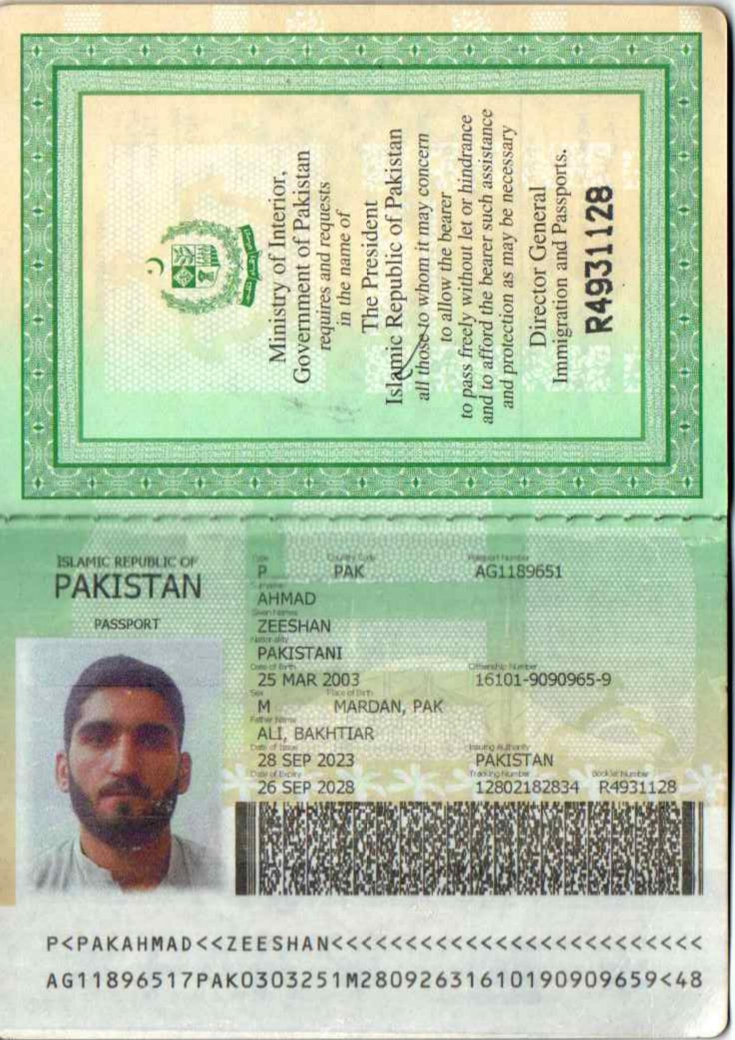 Ministry of Interior,
Government of Pakistan
requires and requests
in the name of
The President
Islamic Republic of Pakistan
all those to whom it may concern
to allow the bearer
to pass freely without let or hindrance
and to afford the bearer such assistance
and protection as may be necessary
Director General
Immigration and Passports.
R4931128
ISLAMIC REPUBLIC OF
PAKISTAN
PASSPORT
Type Country Code Passport Number
P PAK AG1189651
Surname
AHMAD
Given Names
ZEESHAN
Nationality
PAKISTANI
Date of Birth Citizenship Number
25 MAR 2003 16101-9090965-9
Sex Place of Birth
M MARDAN, PAK
Father Name
ALI, BAKHTIAR
Date of Issue Issuing Authority
28 SEP 2023 PAKISTAN
Date of Expiry Tracking Number Booklet Number
26 SEP 2028 12802182834 R4931128
P<PAKAHMAD<<ZEESHAN<<<<<<<<<<<<<<<<<<<<<<<<<
AG11896517PAK0303251M28092631610190909659<48